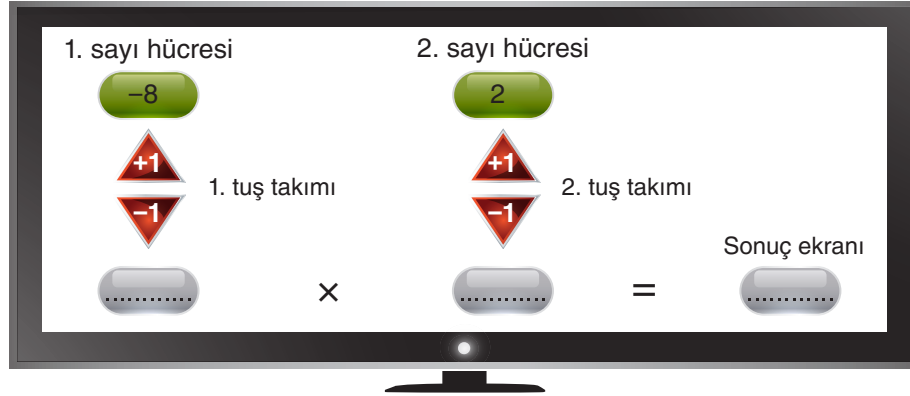 1. sayı hücresi 2. sayı hücresi
−8 2
+1 +1
1. tuş takımı 2. tuş takımı
−1 −1
Sonuç ekranı
........... × ........... = ...........